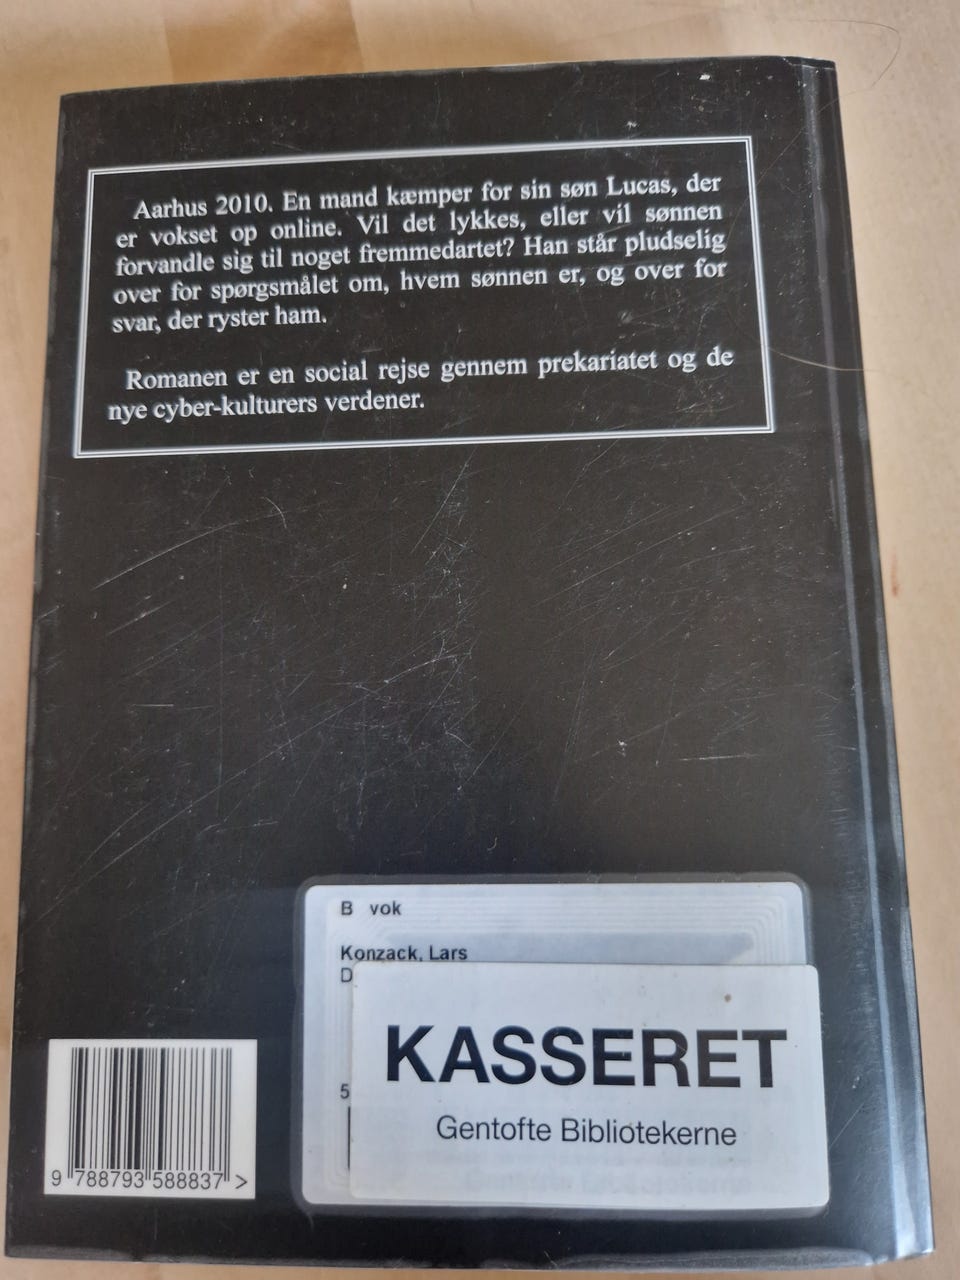 Aarhus 2010. En mand kæmper for sin søn Lucas, der
er vokset op online. Vil det lykkes, eller vil sønnen
forvandle sig til noget fremmedartet? Han står pludselig
over for spørgsmålet om, hvem sønnen er, og over for
svar, der ryster ham.
Romanen er en social rejse gennem prekariatet og de
nye cyber-kulturers verdener.
B vok
Konzack, Lars
D
5
KASSERET
Gentofte Bibliotekerne
9 788793 588837 >